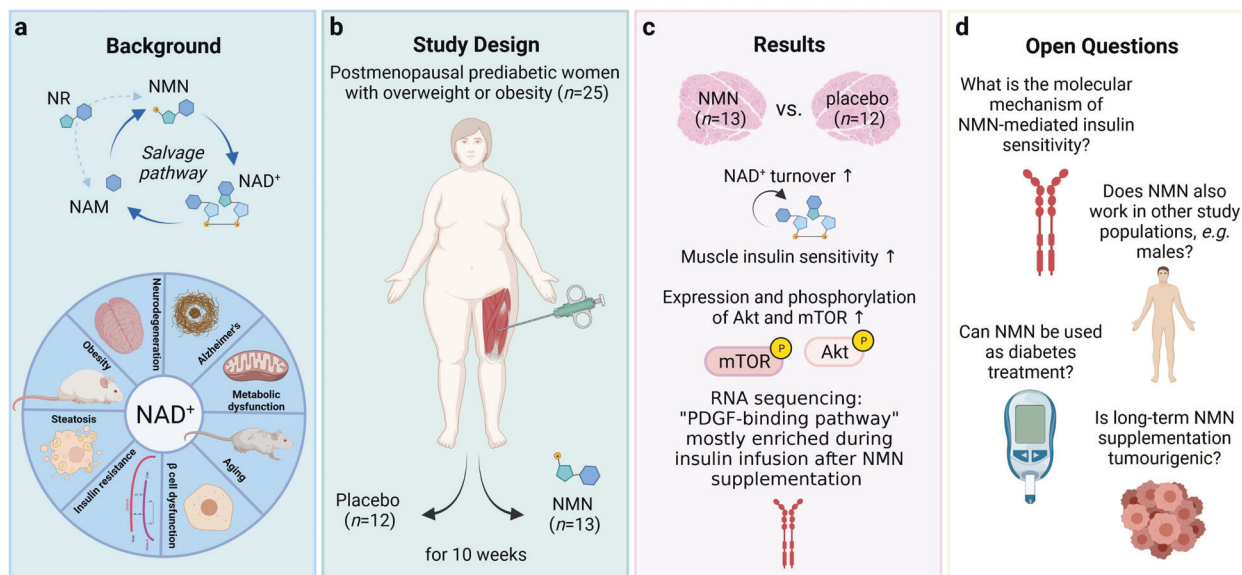 a
Background
NR
NMN
Salvage
pathway
NAD⁺
NAM
Neurodegeneration
Alzheimer's
Metabolic
dysfunction
Aging
β cell dysfunction
Insulin resistance
Steatosis
Obesity
NAD⁺
b
Study Design
Postmenopausal prediabetic women
with overweight or obesity (n=25)
Placebo
(n=12)
NMN
(n=13)
for 10 weeks
c
Results
NMN
(n=13)
vs.
placebo
(n=12)
NAD⁺ turnover ↑
Muscle insulin sensitivity ↑
Expression and phosphorylation
of Akt and mTOR ↑
mTOR
P
Akt
P
RNA sequencing:
"PDGF-binding pathway"
mostly enriched during
insulin infusion after NMN
supplementation
d
Open Questions
What is the molecular
mechanism of
NMN-mediated insulin
sensitivity?
Does NMN also
work in other study
populations, e.g.
males?
Can NMN be used
as diabetes
treatment?
Is long-term NMN
supplementation
tumourigenic?